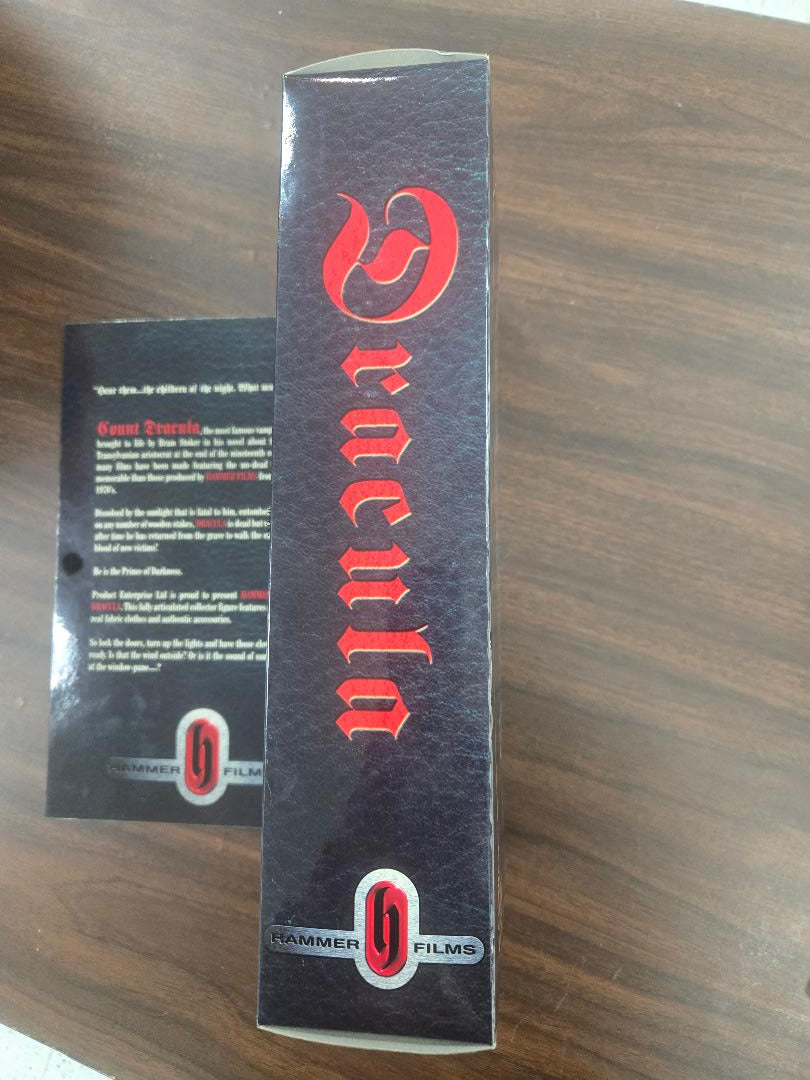 Dracula
HAMMER FILMS
"Hear them...the children of the night. What
Count Dracula, the most famous
brought to life by Bram Stoker in his novel about
Transylvanian aristocrat at the end of the nineteenth
many films have been made featuring the un-dead
memorable than those produced by HAMMER FILMS
1970's.
Dissolved by the sunlight that is fatal to him,
on any number of wooden stakes, DRACULA is dead but
after time he has returned from the grave to walk the
blood of new victims?
He is the Prince of Darkness.
Product Enterprise Ltd is proud to present HAMMER
DRACULA. This fully articulated collector figure features
real fabric clothes and authentic accessories.
So lock the doors, turn up the lights and have those
ready. Is that the wind outside? Or is it the sound of
at the window-pane....?
HAMMER FILM